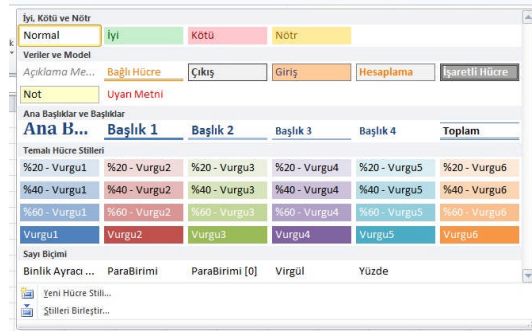 İyi, Kötü ve Nötr
Normal İyi Kötü Nötr
Veriler ve Model
Açıklama Me... Bağlı Hücre Çıkış Giriş Hesaplama İşaretli Hücre
Not Uyarı Metni
Ana Başlıklar ve Başlıklar
Ana B... Başlık 1 Başlık 2 Başlık 3 Başlık 4 Toplam
Temalı Hücre Stilleri
%20 - Vurgu1 %20 - Vurgu2 %20 - Vurgu3 %20 - Vurgu4 %20 - Vurgu5 %20 - Vurgu6
%40 - Vurgu1 %40 - Vurgu2 %40 - Vurgu3 %40 - Vurgu4 %40 - Vurgu5 %40 - Vurgu6
%60 - Vurgu1 %60 - Vurgu2 %60 - Vurgu3 %60 - Vurgu4 %60 - Vurgu5 %60 - Vurgu6
Vurgu1 Vurgu2 Vurgu3 Vurgu4 Vurgu5 Vurgu6
Sayı Biçimi
Binlik Ayracı ... ParaBirimi ParaBirimi [0] Virgül Yüzde
Yeni Hücre Stili...
Stilleri Birleştir...